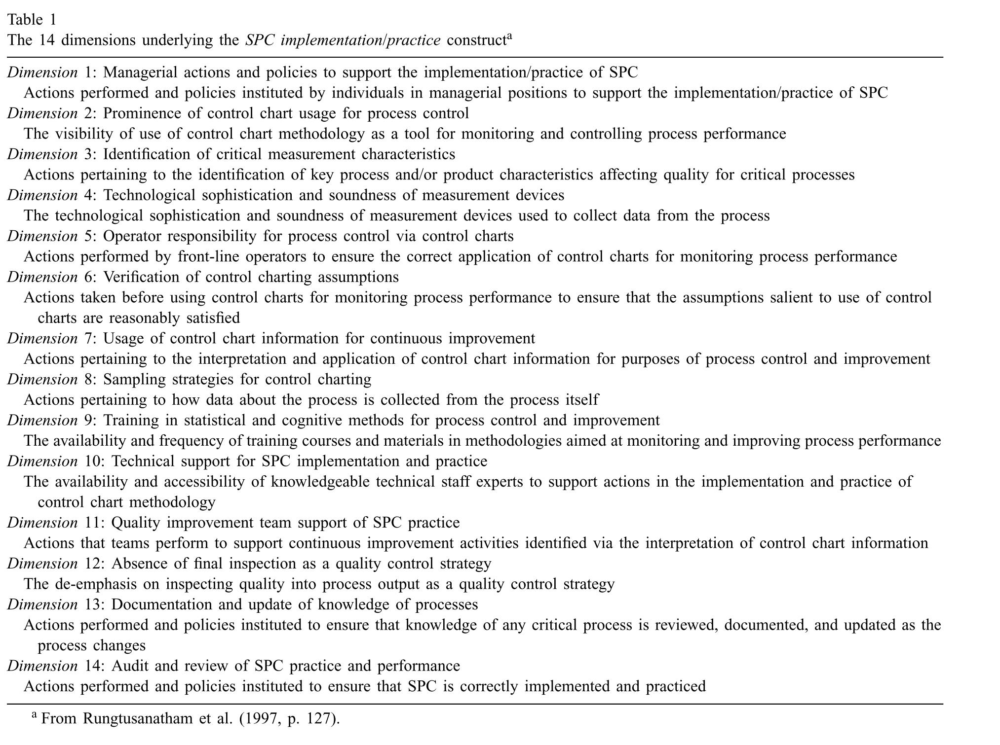 Table 1
The 14 dimensions underlying the SPC implementation/practice constructᵃ
Dimension 1: Managerial actions and policies to support the implementation/practice of SPC
Actions performed and policies instituted by individuals in managerial positions to support the implementation/practice of SPC
Dimension 2: Prominence of control chart usage for process control
The visibility of use of control chart methodology as a tool for monitoring and controlling process performance
Dimension 3: Identification of critical measurement characteristics
Actions pertaining to the identification of key process and/or product characteristics affecting quality for critical processes
Dimension 4: Technological sophistication and soundness of measurement devices
The technological sophistication and soundness of measurement devices used to collect data from the process
Dimension 5: Operator responsibility for process control via control charts
Actions performed by front-line operators to ensure the correct application of control charts for monitoring process performance
Dimension 6: Verification of control charting assumptions
Actions taken before using control charts for monitoring process performance to ensure that the assumptions salient to use of control
charts are reasonably satisfied
Dimension 7: Usage of control chart information for continuous improvement
Actions pertaining to the interpretation and application of control chart information for purposes of process control and improvement
Dimension 8: Sampling strategies for control charting
Actions pertaining to how data about the process is collected from the process itself
Dimension 9: Training in statistical and cognitive methods for process control and improvement
The availability and frequency of training courses and materials in methodologies aimed at monitoring and improving process performance
Dimension 10: Technical support for SPC implementation and practice
The availability and accessibility of knowledgeable technical staff experts to support actions in the implementation and practice of
control chart methodology
Dimension 11: Quality improvement team support of SPC practice
Actions that teams perform to support continuous improvement activities identified via the interpretation of control chart information
Dimension 12: Absence of final inspection as a quality control strategy
The de-emphasis on inspecting quality into process output as a quality control strategy
Dimension 13: Documentation and update of knowledge of processes
Actions performed and policies instituted to ensure that knowledge of any critical process is reviewed, documented, and updated as the
process changes
Dimension 14: Audit and review of SPC practice and performance
Actions performed and policies instituted to ensure that SPC is correctly implemented and practiced
ᵃ From Rungtusanatham et al. (1997, p. 127).